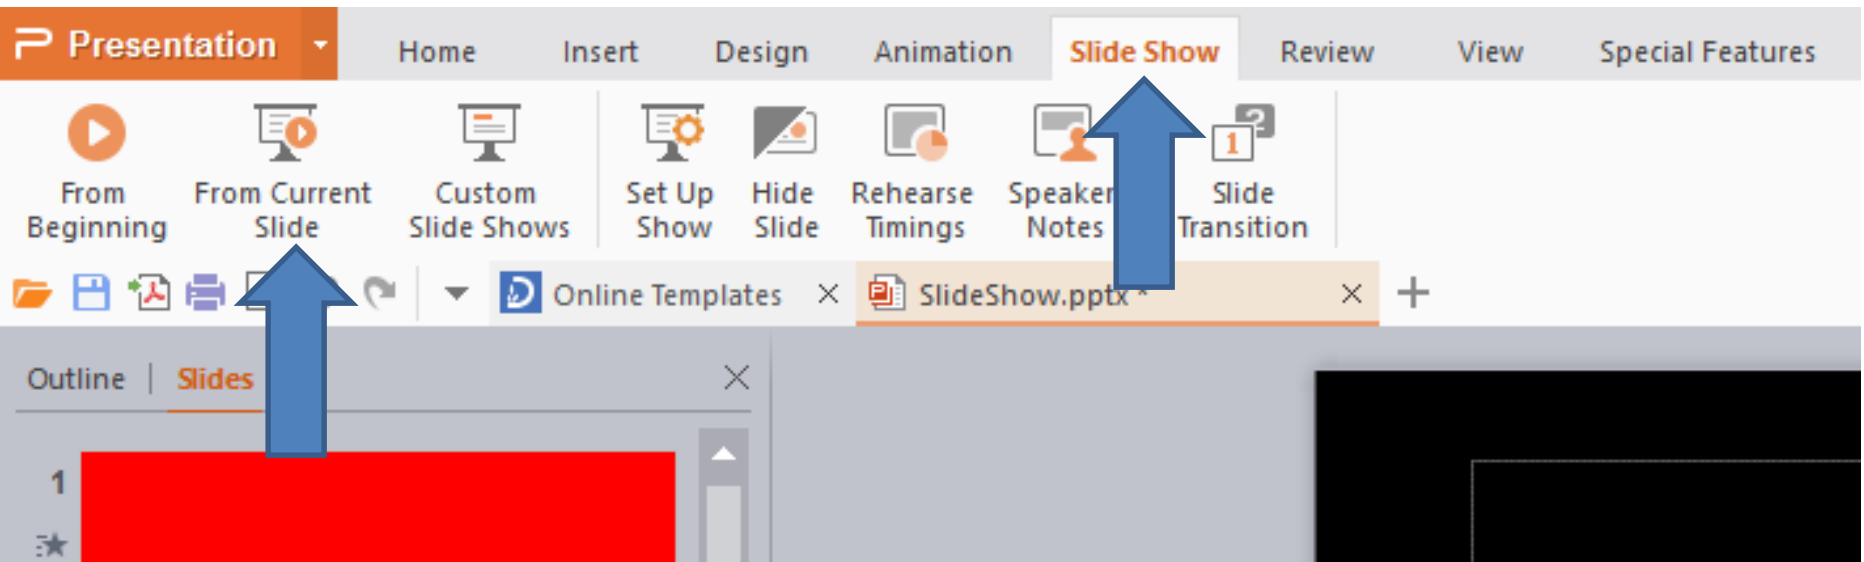 Presentation
Home Insert Design Animation Slide Show Review View Special Features
From Beginning
From Current Slide
Custom Slide Shows
Set Up Show
Hide Slide
Rehearse Timings
Speaker Notes
Slide Transition
1 ?
Online Templates
SlideShow.pptx *
Outline | Slides
1